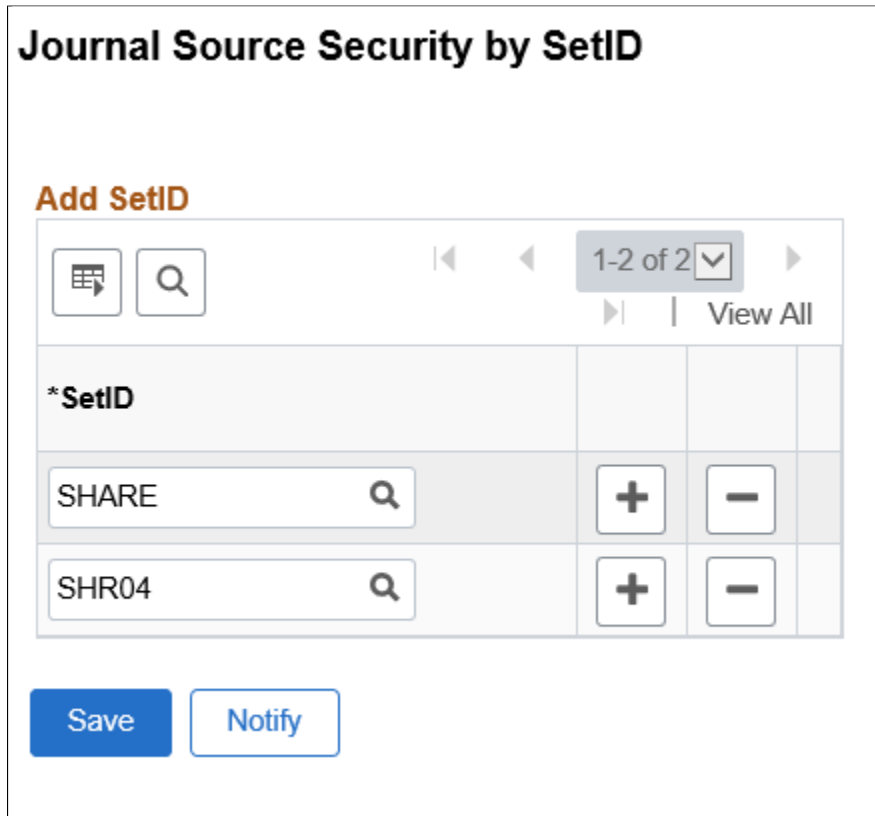 Journal Source Security by SetID
Add SetID
1-2 of 2
| View All
*SetID
SHARE
SHR04
Save Notify